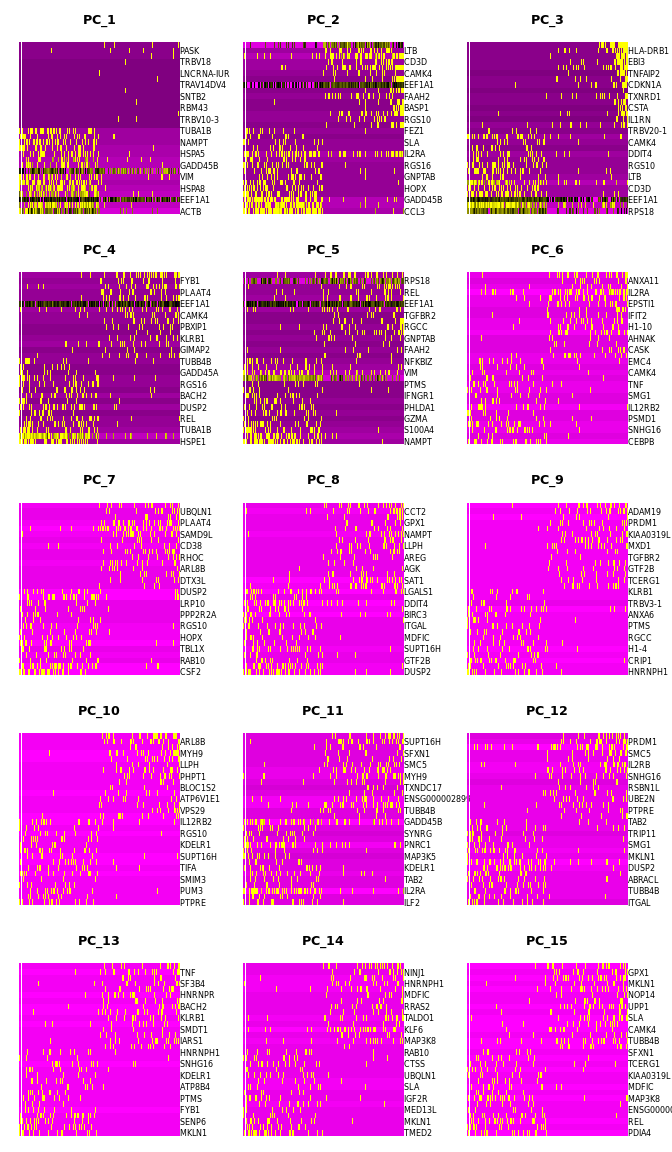 PC_1
PASK
TRBV18
LNCRNA-IUR
TRAV14DV4
SNTB2
RBM43
TRBV10-3
TUBA1B
NAMPT
HSPA5
GADD45B
VIM
HSPA8
EEF1A1
ACTB
PC_2
LTB
CD3D
CAMK4
EEF1A1
FAAH2
BASP1
RGS10
FEZ1
SLA
IL2RA
RGS16
GNPTAB
HOPX
GADD45B
CCL3
PC_3
HLA-DRB1
EBI3
TNFAIP2
CDKN1A
TXNRD1
CSTA
IL1RN
TRBV20-1
CAMK4
DDIT4
RGS10
LTB
CD3D
EEF1A1
RPS18
PC_4
FYB1
PLAAT4
EEF1A1
CAMK4
PBXIP1
KLRB1
GIMAP2
TUBB4B
GADD45A
RGS16
BACH2
DUSP2
REL
TUBA1B
HSPE1
PC_5
RPS18
REL
EEF1A1
TGFBR2
RGCC
GNPTAB
FAAH2
NFKBIZ
VIM
PTMS
IFNGR1
PHLDA1
GZMA
S100A4
NAMPT
PC_6
ANXA11
IL2RA
EPSTI1
IFIT2
H1-10
AHNAK
CASK
EMC4
CAMK4
TNF
SMG1
IL12RB2
PSMD1
SNHG16
CEBPB
PC_7
UBQLN1
PLAAT4
SAMD9L
CD38
RHOC
ARL8B
DTX3L
DUSP2
LRP10
PPP2R2A
RGS10
HOPX
TBL1X
RAB10
CSF2
PC_8
CCT2
GPX1
NAMPT
LLPH
AREG
AGK
SAT1
LGALS1
DDIT4
BIRC3
ITGAL
MDFIC
SUPT16H
GTF2B
DUSP2
PC_9
ADAM19
PRDM1
KIAA0319L
MXD1
TGFBR2
GTF2B
TCERG1
KLRB1
TRBV3-1
ANXA6
PTMS
RGCC
H1-4
CRIP1
HNRNPH1
PC_10
ARL8B
MYH9
LLPH
PHPT1
BLOC1S2
ATP6V1E1
VPS29
IL12RB2
RGS10
KDELR1
SUPT16H
TIFA
SMIM3
PUM3
PTPRE
PC_11
SUPT16H
SFXN1
SMC5
MYH9
TXNDC17
ENSG00000289
TUBB4B
GADD45B
SYNRG
PNRC1
MAP3K5
KDELR1
TAB2
IL2RA
ILF2
PC_12
PRDM1
SMC5
IL2RB
SNHG16
RSBN1L
UBE2N
PTPRE
TAB2
TRIP11
SMG1
MKLN1
DUSP2
ABRACL
TUBB4B
ITGAL
PC_13
TNF
SF3B4
HNRNPR
BACH2
KLRB1
SMDT1
IARS1
HNRNPH1
SNHG16
KDELR1
ATP8B4
PTMS
FYB1
SENP6
MKLN1
PC_14
NINJ1
HNRNPH1
MDFIC
RRAS2
TALDO1
KLF6
MAP3K8
RAB10
CTSS
UBQLN1
SLA
IGF2R
MED13L
MKLN1
TMED2
PC_15
GPX1
MKLN1
NOP14
UPP1
SLA
CAMK4
TUBB4B
SFXN1
TCERG1
KIAA0319L
MDFIC
MAP3K8
ENSG00000
REL
PDIA4